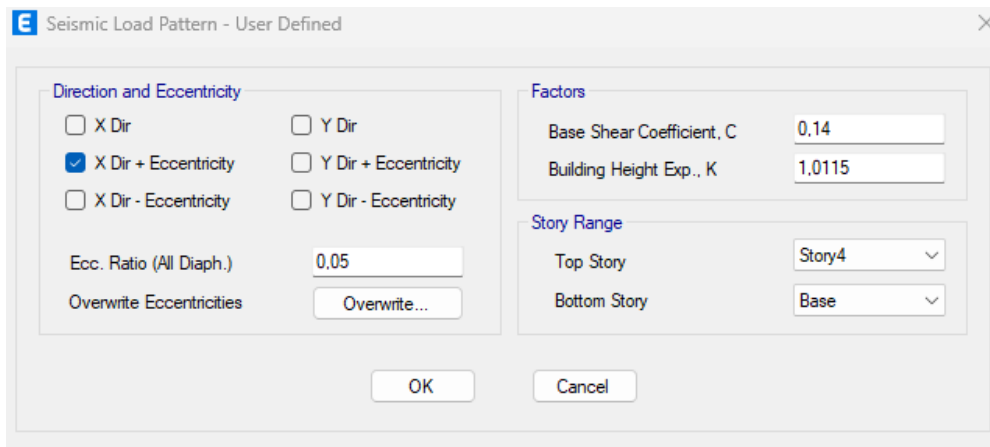 E Seismic Load Pattern - User Defined
Direction and Eccentricity
X Dir
Y Dir
X Dir + Eccentricity
Y Dir + Eccentricity
X Dir - Eccentricity
Y Dir - Eccentricity
Ecc. Ratio (All Diaph.)
0,05
Overwrite Eccentricities
Overwrite...
Factors
Base Shear Coefficient, C
0,14
Building Height Exp., K
1,0115
Story Range
Top Story
Story4
Bottom Story
Base
OK
Cancel